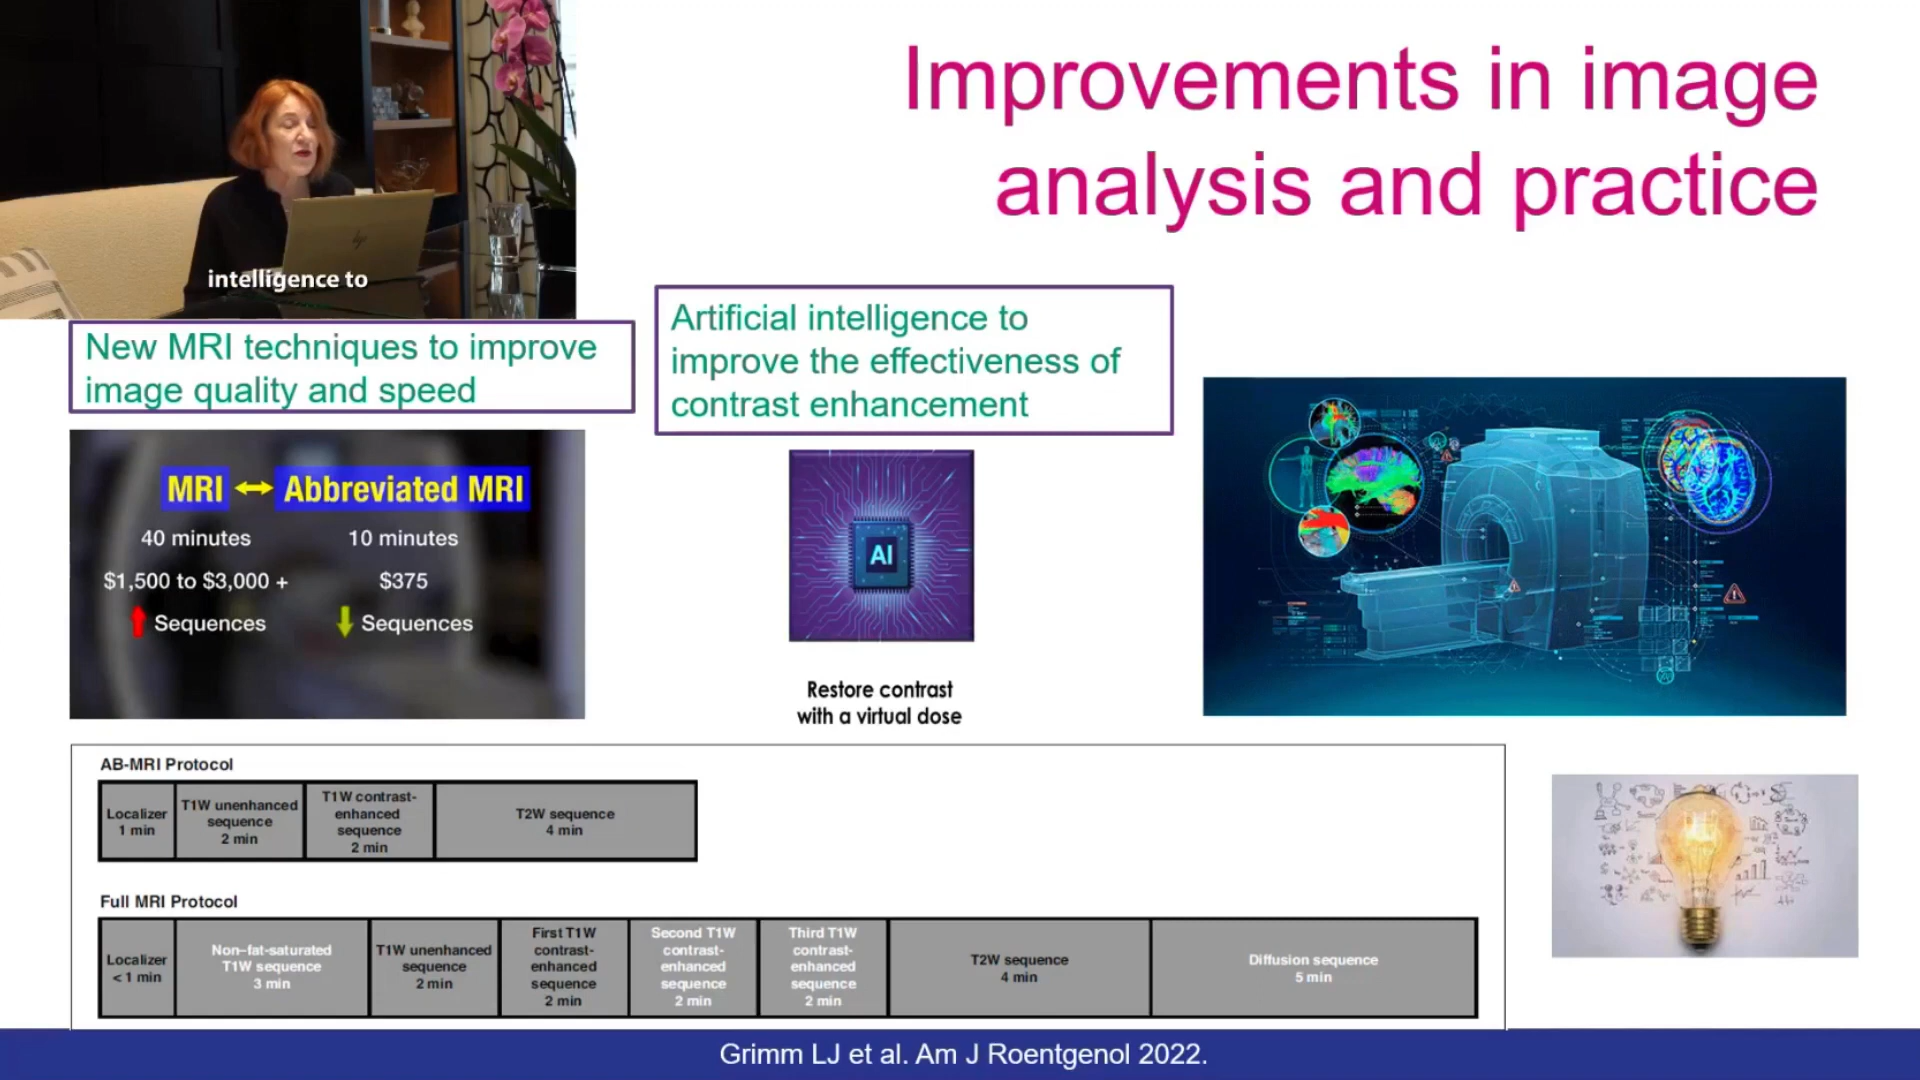 Improvements in image
analysis and practice
intelligence to
New MRI techniques to improve
image quality and speed
Artificial intelligence to
improve the effectiveness of
contrast enhancement
MRI ↔ Abbreviated MRI
40 minutes 10 minutes
$1,500 to $3,000 + $375
Sequences Sequences
AI
Restore contrast
with a virtual dose
AB-MRI Protocol
Localizer
1 min
T1W unenhanced
sequence
2 min
T1W contrast-
enhanced
sequence
2 min
T2W sequence
4 min
Full MRI Protocol
Localizer
< 1 min
Non–fat-saturated
T1W sequence
3 min
T1W unenhanced
sequence
2 min
First T1W
contrast-
enhanced
sequence
2 min
Second T1W
contrast-
enhanced
sequence
2 min
Third T1W
contrast-
enhanced
sequence
2 min
T2W sequence
4 min
Diffusion sequence
5 min
Grimm LJ et al. Am J Roentgenol 2022.
hp